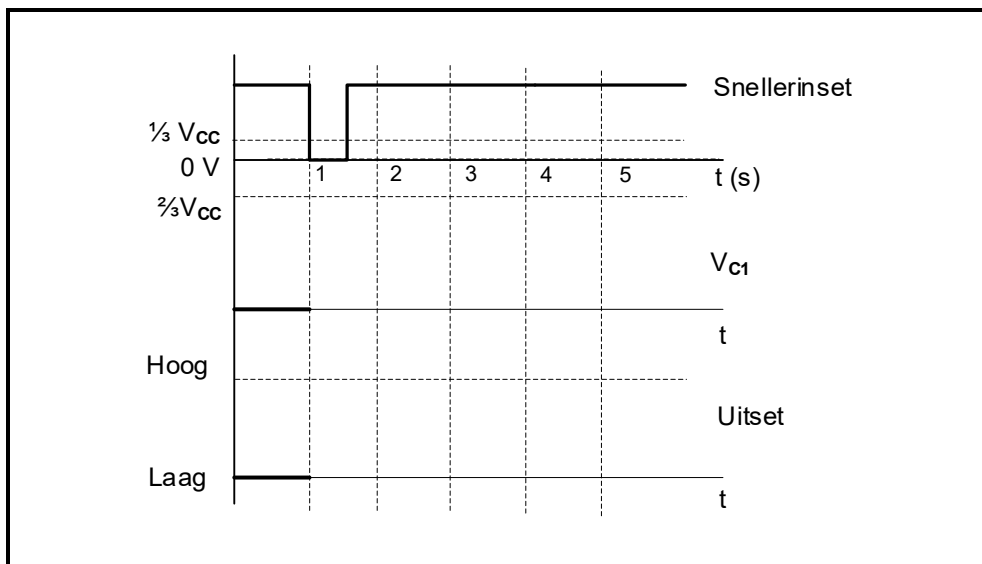 Snellerinset
⅓ VCC
0 V
1 2 3 4 5 t (s)
⅔VCC
VC1
t
Hoog
Uitset
Laag
t